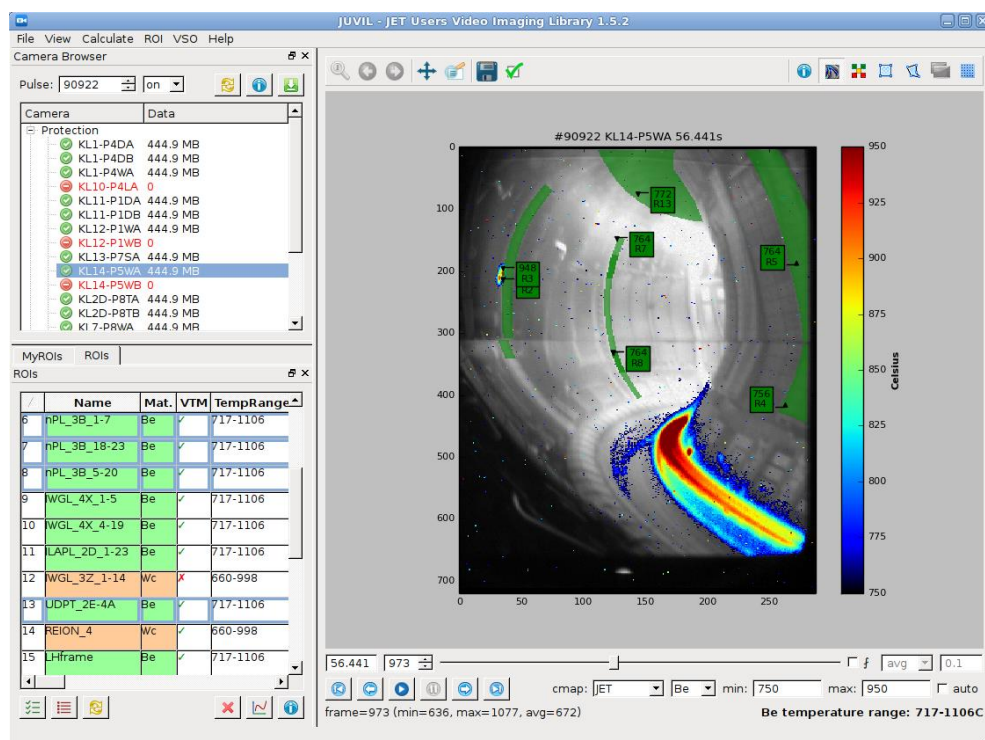 JUVIL - JET Users Video Imaging Library 1.5.2
File View Calculate ROI VSO Help
Camera Browser
Pulse: 90922 on
Camera Data
Protection
KL1-P4DA 444.9 MB
KL1-P4DB 444.9 MB
KL1-P4WA 444.9 MB
KL10-P4LA 0
KL11-P1DA 444.9 MB
KL11-P1DB 444.9 MB
KL12-P1WA 444.9 MB
KL12-P1WB 0
KL13-P7SA 444.9 MB
KL14-P5WA 444.9 MB
KL14-P5WB 0
KL2D-P8TA 444.9 MB
KL2D-P8TB 444.9 MB
KL7-P8WA 444.9 MB
MyROIs ROIs
ROIs
/ Name Mat. VTM TempRange
6 nPL_3B_1-7 Be ✓ 717-1106
7 nPL_3B_18-23 Be ✓ 717-1106
8 nPL_3B_5-20 Be ✓ 717-1106
9 IWGL_4X_1-5 Be ✓ 717-1106
10 IWGL_4X_4-19 Be ✓ 717-1106
11 ILAPL_2D_1-23 Be ✓ 717-1106
12 IWGL_3Z_1-14 Wc ✗ 660-998
13 UDPT_2E-4A Be ✓ 717-1106
14 REION_4 Wc ✓ 660-998
15 LHframe Be ✓ 717-1106
#90922 KL14-P5WA 56.441s
0
100
200
300
400
500
600
700
0 50 100 150 200 250
772
R13
764
R7
764
R5
948
R3
R2
764
R8
756
R4
950
925
900
875
850
825
800
775
750
Celsius
56.441 973 f avg 0.1
cmap: JET Be min: 750 max: 950 auto
frame=973 (min=636, max=1077, avg=672) Be temperature range: 717-1106C